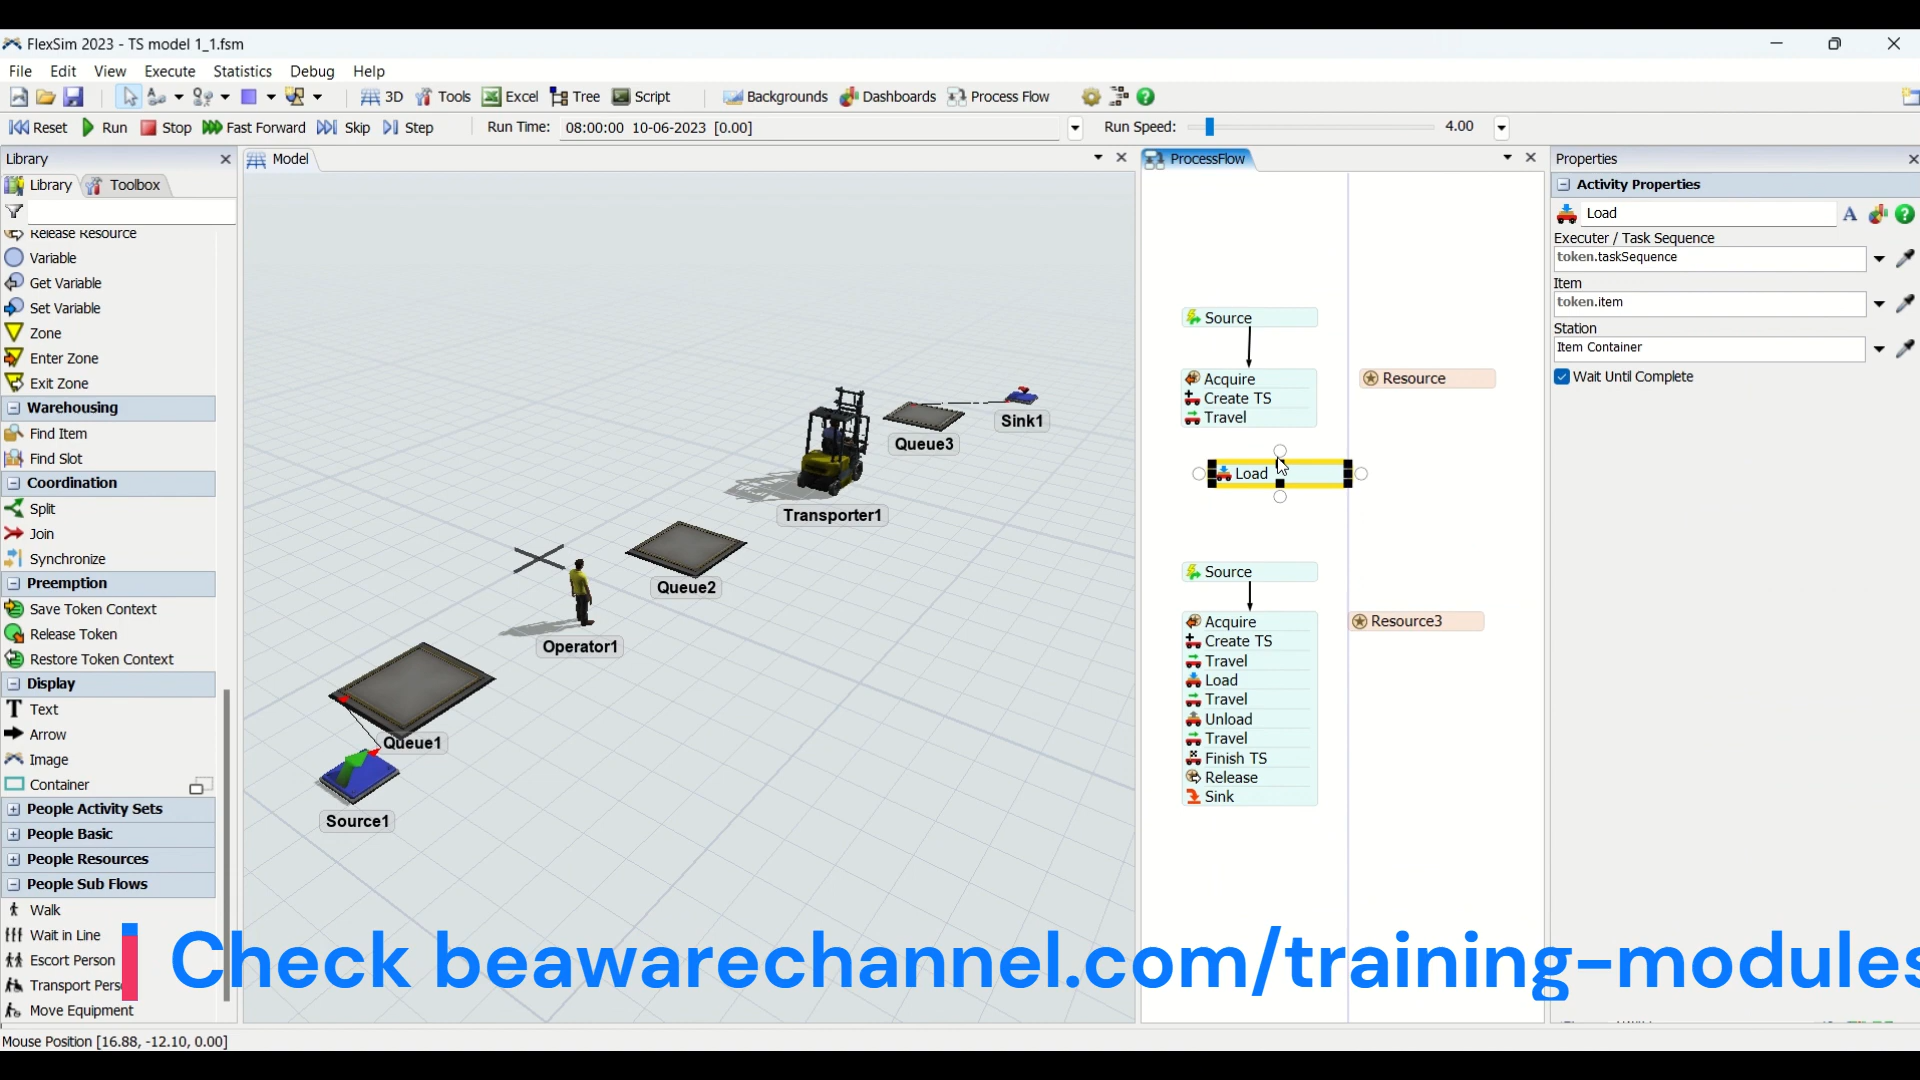 FlexSim 2023 - TS model 1_1.fsm
File Edit View Execute Statistics Debug Help
3D Tools Excel Tree Script Backgrounds Dashboards Process Flow
Reset Run Stop Fast Forward Skip Step Run Time: 08:00:00 10-06-2023 [0.00] Run Speed: 4.00
Library
Library Toolbox
Release Resource
Variable
Get Variable
Set Variable
Zone
Enter Zone
Exit Zone
Warehousing
Find Item
Find Slot
Coordination
Split
Join
Synchronize
Preemption
Save Token Context
Release Token
Restore Token Context
Display
Text
Arrow
Image
Container
People Activity Sets
People Basic
People Resources
People Sub Flows
Walk
Wait in Line
Escort Person
Transport Pers
Move Equipment
Model
Sink1
Queue3
Transporter1
Queue2
Operator1
Queue1
Source1
ProcessFlow
Source
Acquire
Create TS
Travel
Resource
Load
Source
Acquire
Create TS
Travel
Load
Travel
Unload
Travel
Finish TS
Release
Sink
Resource3
Properties
Activity Properties
Load
Executer / Task Sequence
token.taskSequence
Item
token.item
Station
Item Container
Wait Until Complete
Check beawarechannel.com/training-modules
Mouse Position [16.88, -12.10, 0.00]